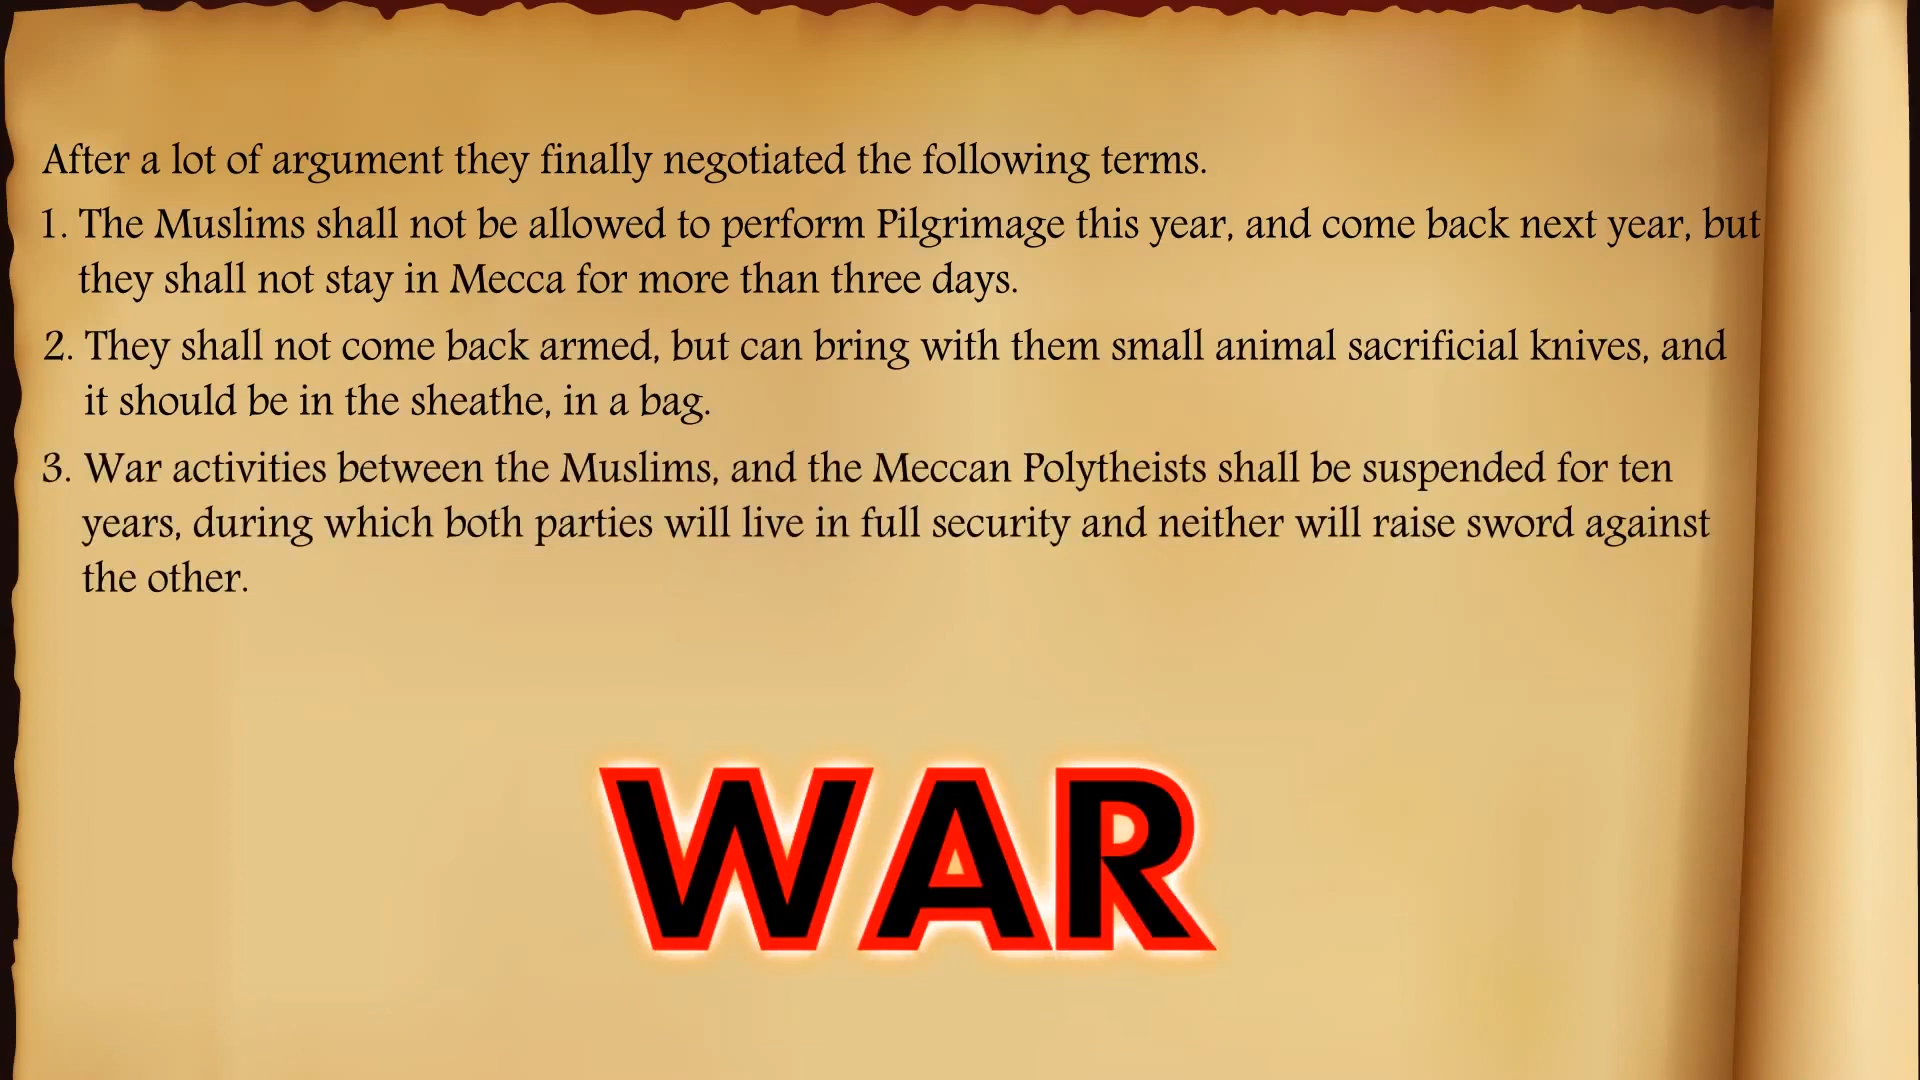 After a lot of argument they finally negotiated the following terms.
1. The Muslims shall not be allowed to perform Pilgrimage this year, and come back next year, but
they shall not stay in Mecca for more than three days.
2. They shall not come back armed, but can bring with them small animal sacrificial knives, and
it should be in the sheathe, in a bag.
3. War activities between the Muslims, and the Meccan Polytheists shall be suspended for ten
years, during which both parties will live in full security and neither will raise sword against
the other.
WAR